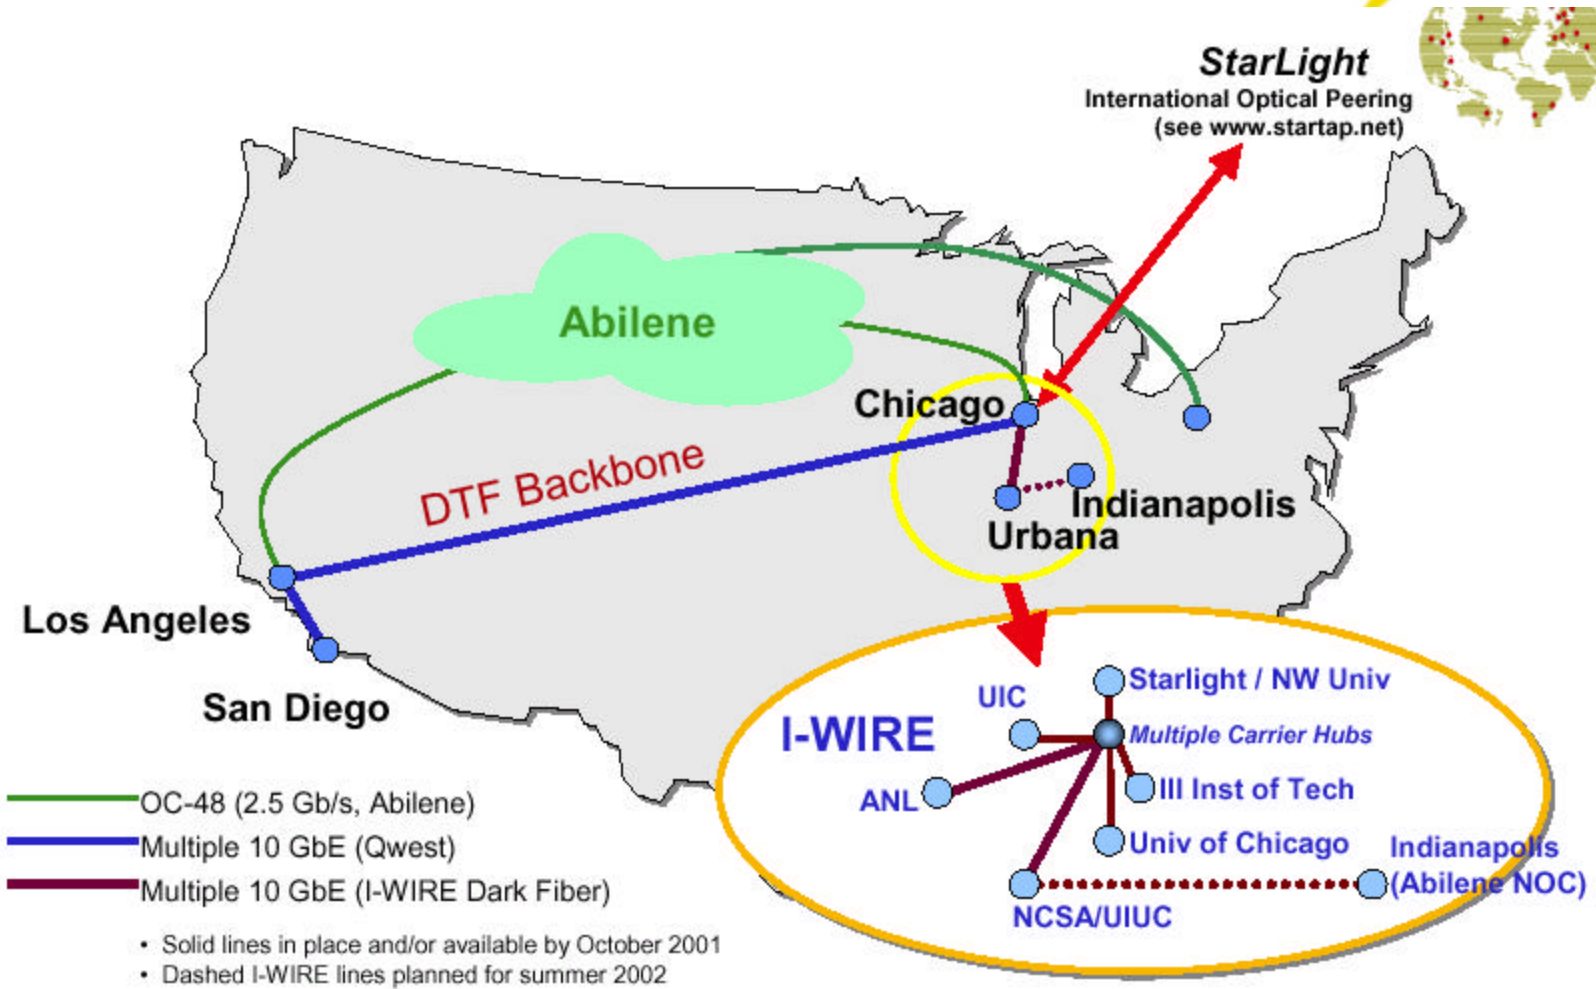 StarLight
International Optical Peering
(see www.startap.net)
Abilene
Chicago
DTF Backbone
Indianapolis
Urbana
Los Angeles
San Diego
I-WIRE
UIC
Starlight / NW Univ
Multiple Carrier Hubs
ANL
Ill Inst of Tech
Univ of Chicago
Indianapolis
(Abilene NOC)
NCSA/UIUC
OC-48 (2.5 Gb/s, Abilene)
Multiple 10 GbE (Qwest)
Multiple 10 GbE (I-WIRE Dark Fiber)
• Solid lines in place and/or available by October 2001
• Dashed I-WIRE lines planned for summer 2002